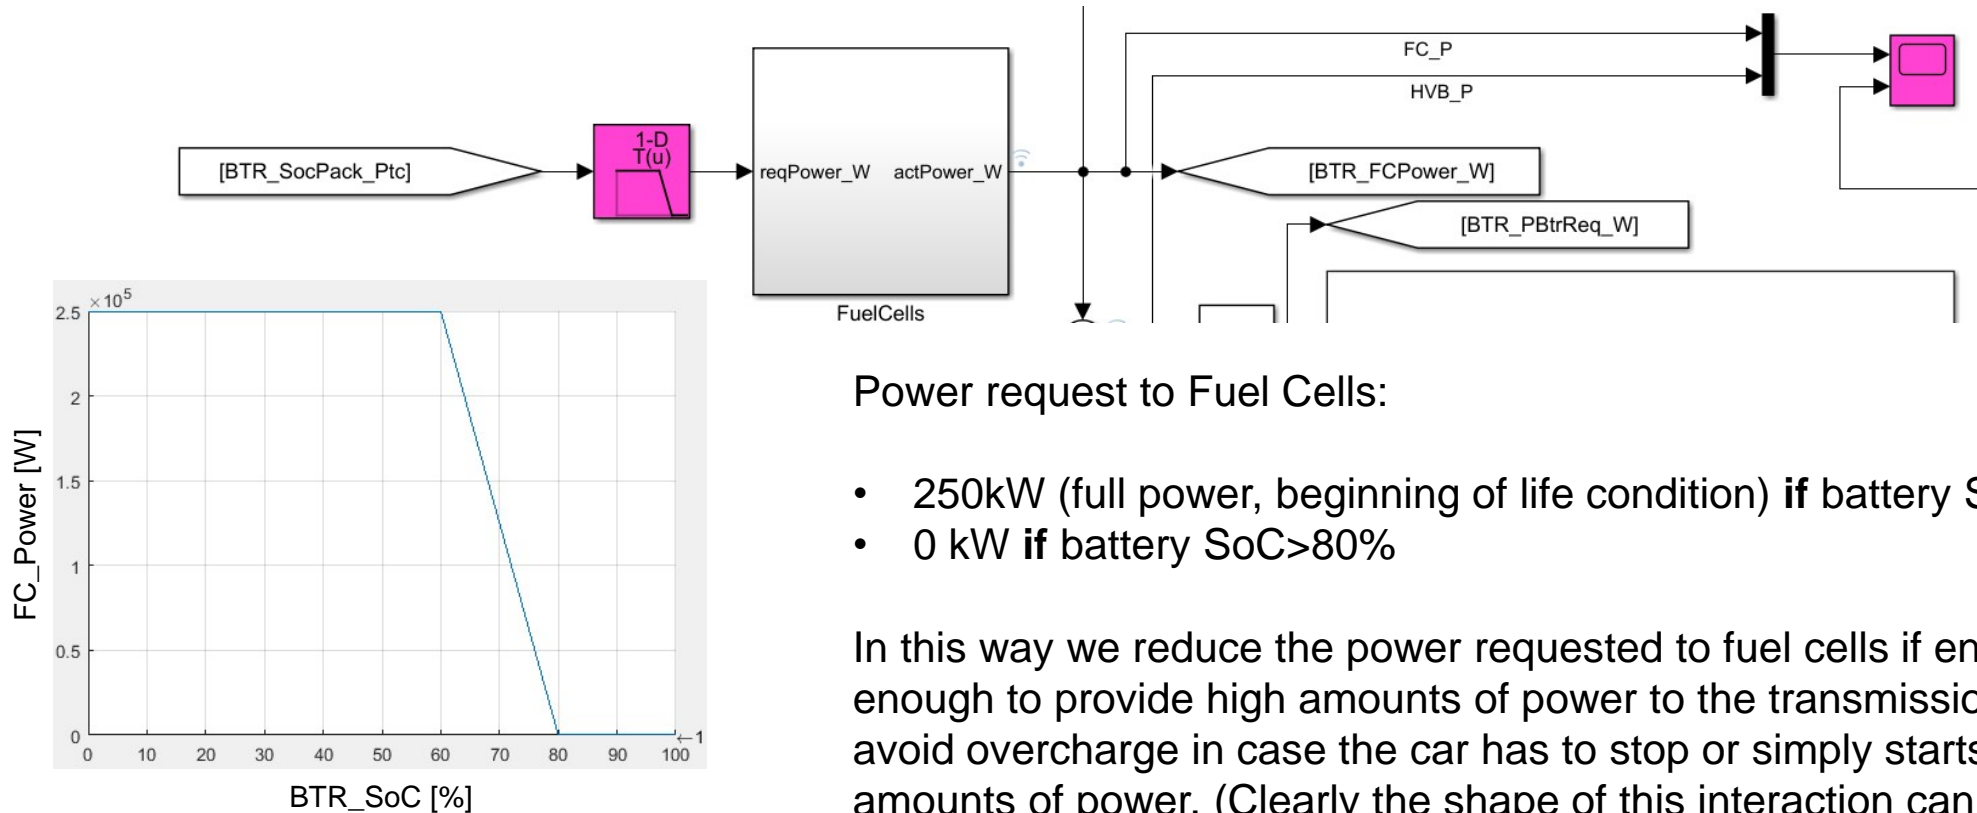 FC_P
HVB_P
1-D
T(u)
[BTR_SocPack_Ptc]
reqPower_W
actPower_W
[BTR_FCPower_W]
[BTR_PBtrReq_W]
FuelCells
×10⁵
2.5
2
1.5
1
0.5
0
0 10 20 30 40 50 60 70 80 90 100
←1
FC_Power [W]
BTR_SoC [%]
Power request to Fuel Cells:
• 250kW (full power, beginning of life condition) if battery S
• 0 kW if battery SoC>80%
In this way we reduce the power requested to fuel cells if en
enough to provide high amounts of power to the transmissio
avoid overcharge in case the car has to stop or simply starts
amounts of power. (Clearly the shape of this interaction can